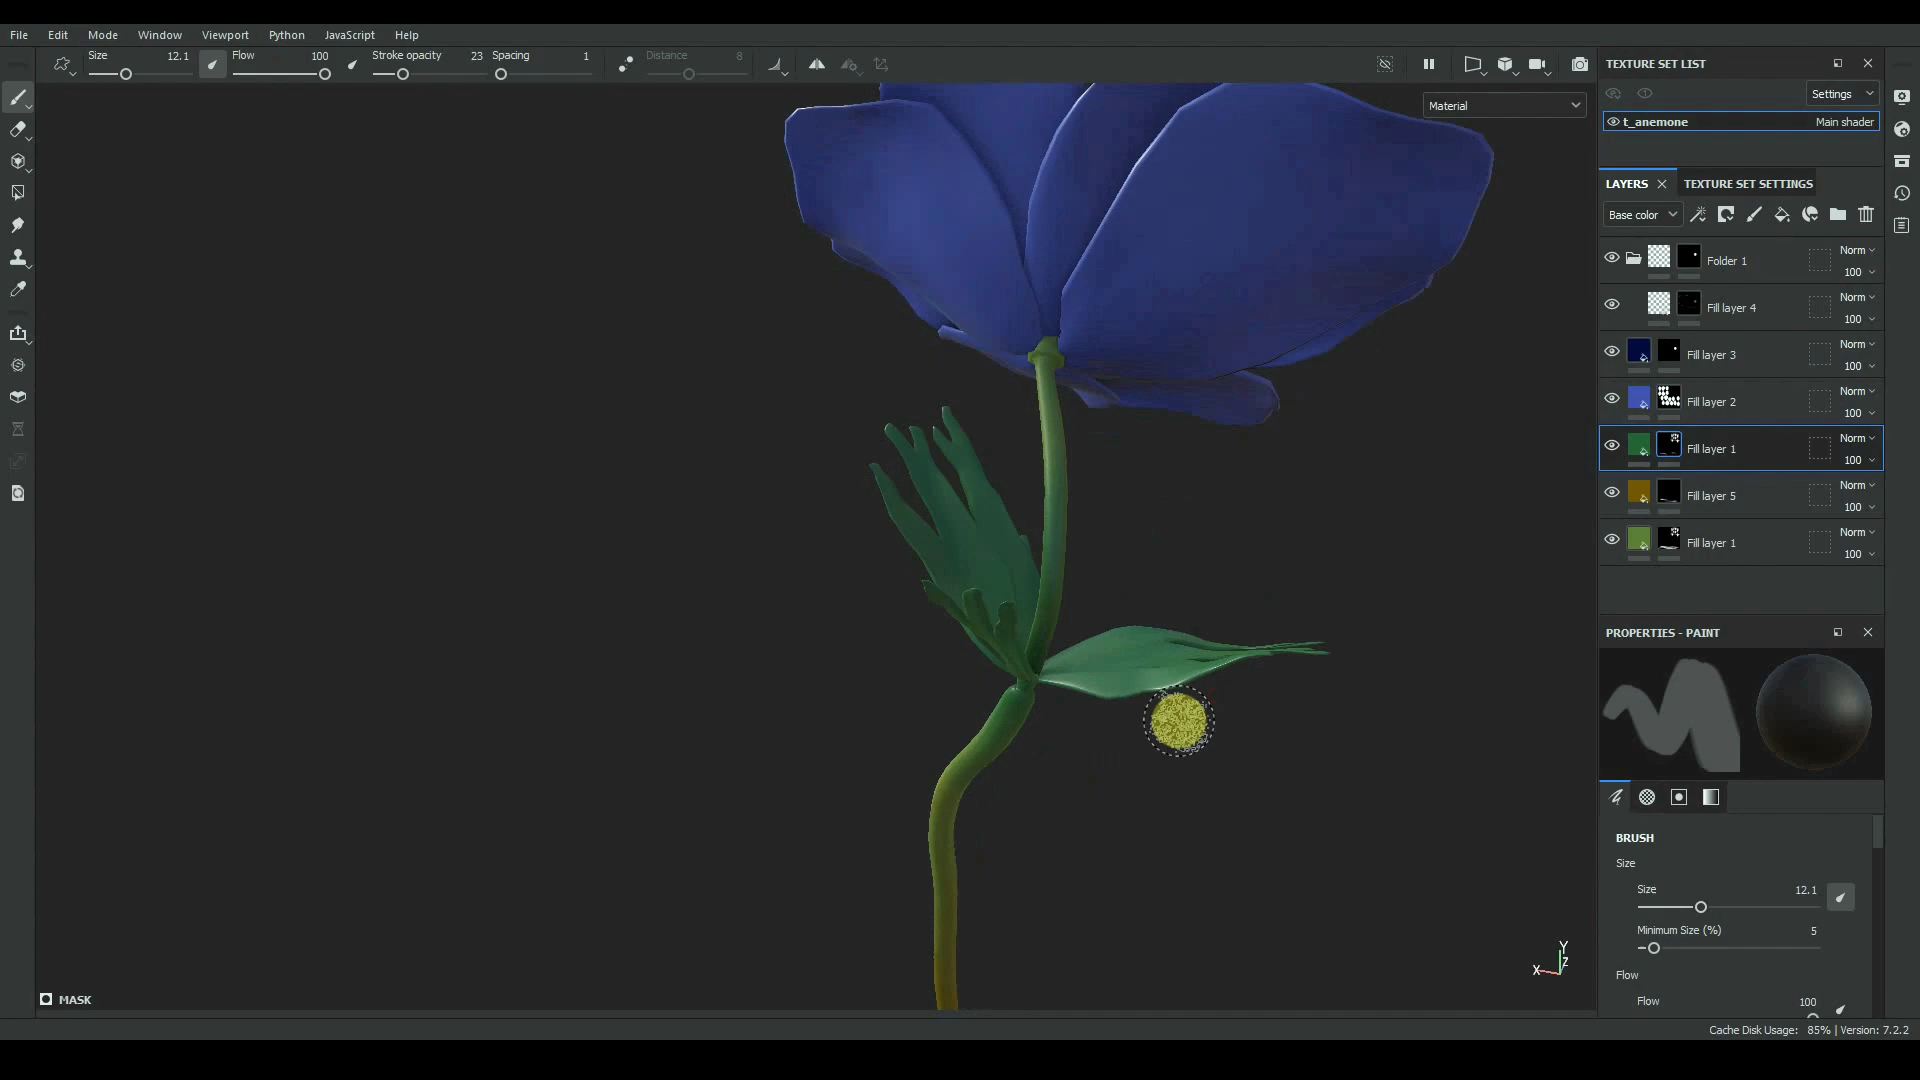 File Edit Mode Window Viewport Python JavaScript Help
Size 12.1 Flow 100 Stroke opacity 23 Spacing 1 Distance 8
Material
TEXTURE SET LIST
Settings
t_anemone Main shader
LAYERS TEXTURE SET SETTINGS
Base color
Folder 1 Norm 100
Fill layer 4 Norm 100
Fill layer 3 Norm 100
Fill layer 2 Norm 100
Fill layer 1 Norm 100
Fill layer 5 Norm 100
Fill layer 1 Norm 100
PROPERTIES - PAINT
BRUSH
Size
Size 12.1
Minimum Size (%) 5
Flow
Flow 100
Y
Z
X
MASK
Cache Disk Usage: 85% | Version: 7.2.2